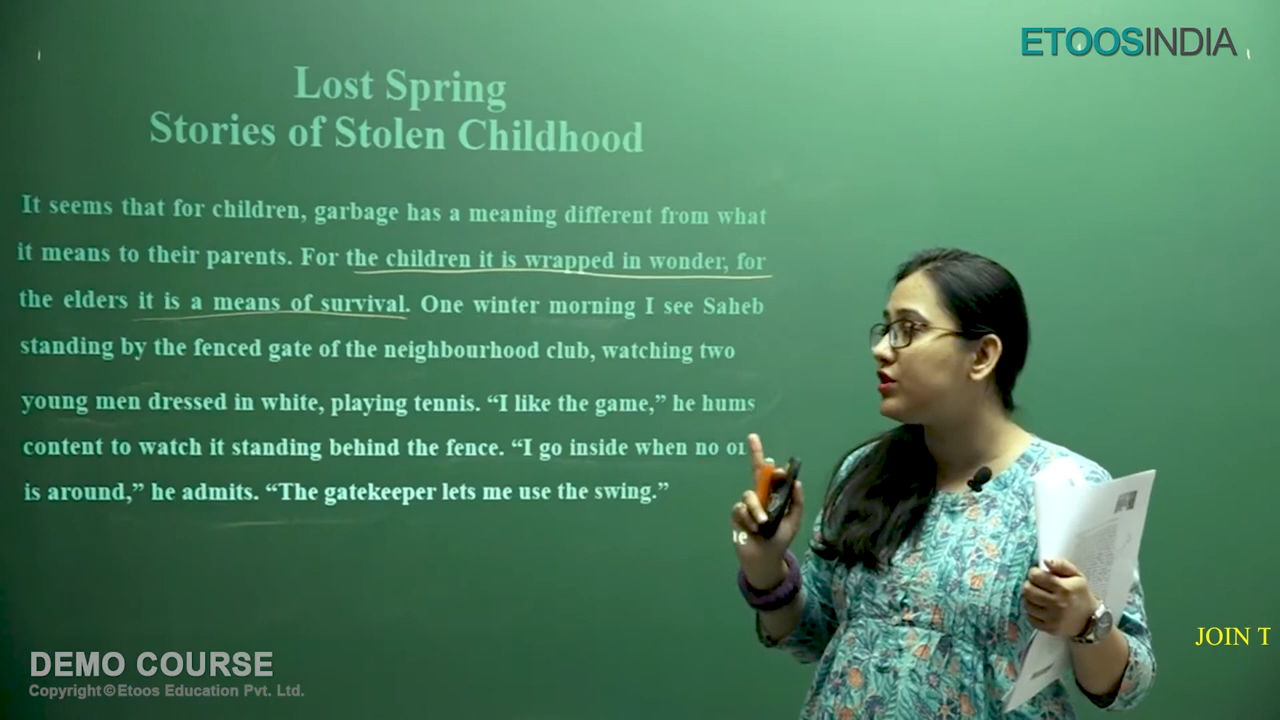 ETOOSINDIA
Lost Spring
Stories of Stolen Childhood
It seems that for children, garbage has a meaning different from what
it means to their parents. For the children it is wrapped in wonder, for
the elders it is a means of survival. One winter morning I see Saheb
standing by the fenced gate of the neighbourhood club, watching two
young men dressed in white, playing tennis. “I like the game,” he hums
content to watch it standing behind the fence. “I go inside when no
is around,” he admits. “The gatekeeper lets me use the swing.”
JOIN T
DEMO COURSE
Copyright © Etoos Education Pvt. Ltd.